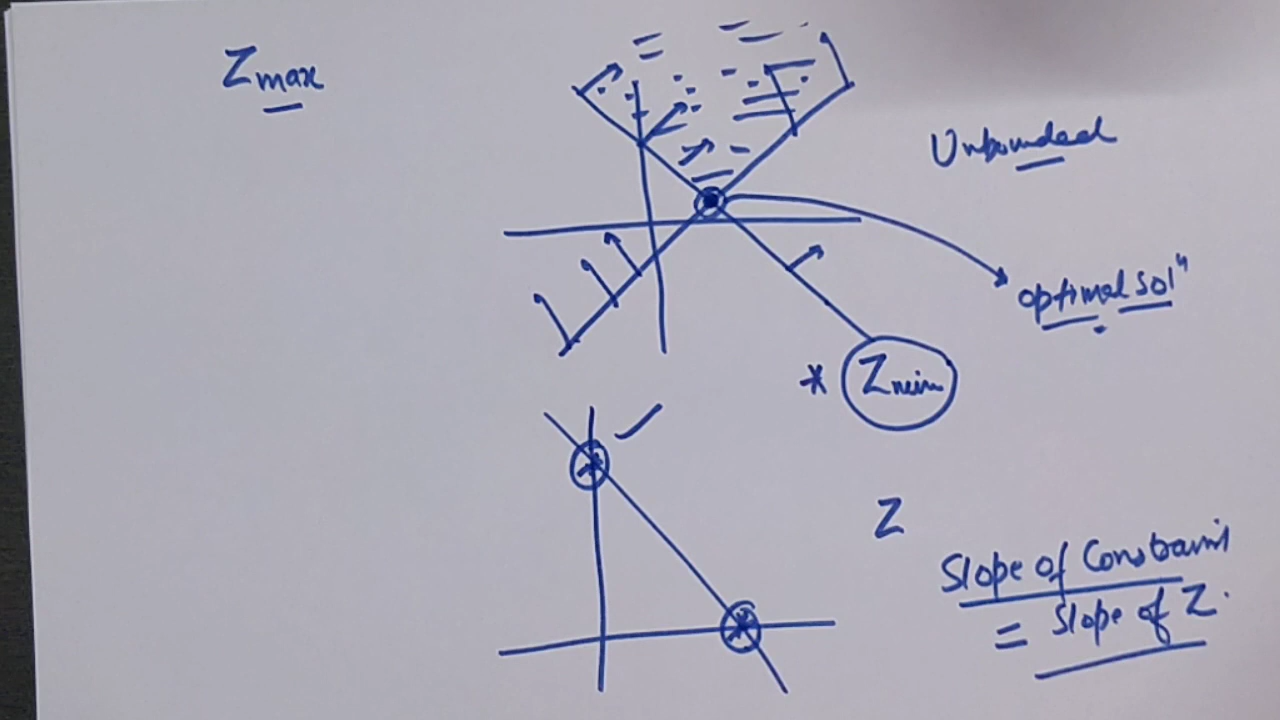 Zmax
Unbounded
optimal solⁿ
* Zmin
Z
Slope of Constraint
= Slope of Z.